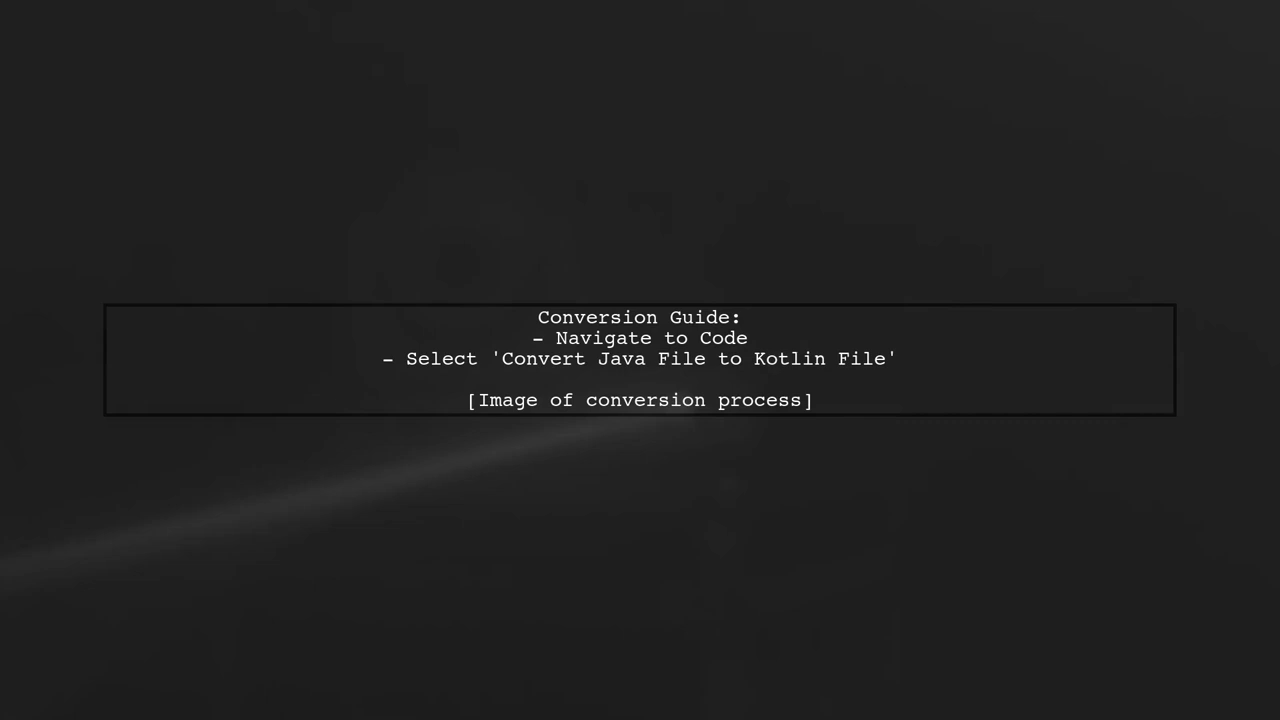 Conversion Guide:
- Navigate to Code
- Select 'Convert Java File to Kotlin File'
[Image of conversion process]